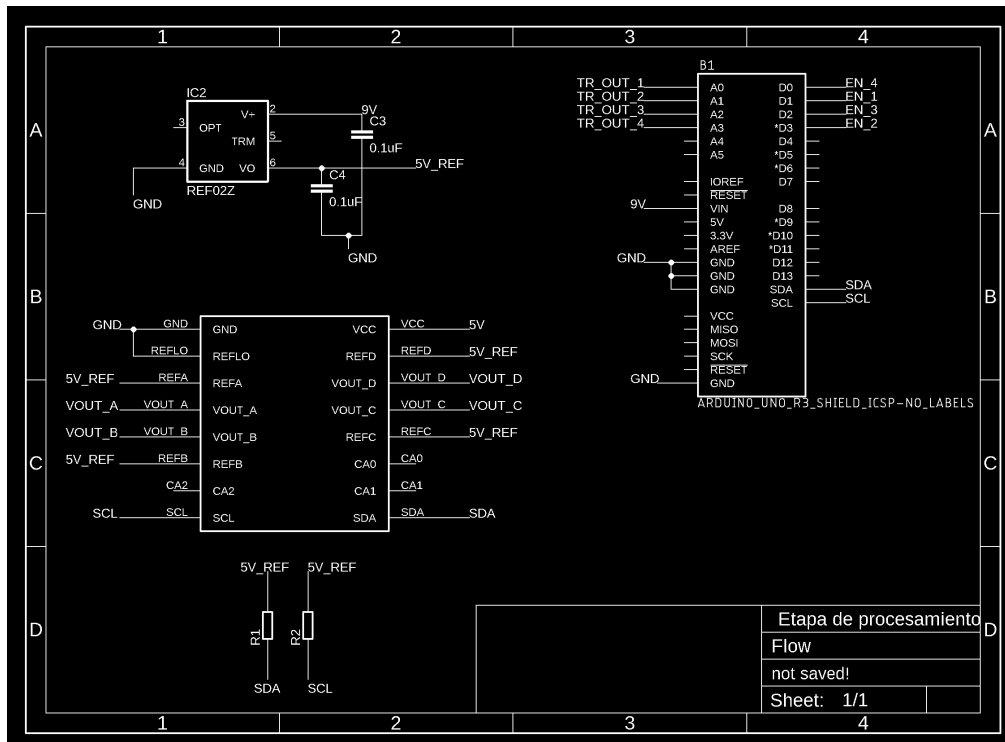 1 2 3 4
A
B
C
D
IC2
3 OPT
V+ 2
TRM 5
4 GND
VO 6
REF02Z
GND
9V
C3
0.1uF
5V_REF
C4
0.1uF
GND
B1
TR_OUT_1 A0
TR_OUT_2 A1
TR_OUT_3 A2
TR_OUT_4 A3
A4
A5
IOREF
RESET
9V VIN
5V
3.3V
AREF
GND GND
GND
GND
VCC
MISO
MOSI
SCK
RESET
GND GND
D0 EN_4
D1 EN_1
D2 EN_3
*D3 EN_2
D4
*D5
*D6
D7
D8
*D9
*D10
*D11
D12
D13
SDA SDA
SCL SCL
ARDUINO_UNO_R3_SHIELD_ICSP-NO_LABELS
GND GND GND
REFLO REFLO
5V_REF REFA REFA
VOUT_A VOUT_A VOUT_A
VOUT_B VOUT_B VOUT_B
5V_REF REFB REFB
CA2 CA2
SCL SCL SCL
VCC VCC 5V
REFD REFD 5V_REF
VOUT_D VOUT_D VOUT_D
VOUT_C VOUT_C VOUT_C
REFC REFC 5V_REF
CA0 CA0
CA1 CA1
SDA SDA SDA
5V_REF 5V_REF
R1 R2
SDA SCL
Etapa de procesamiento
Flow
not saved!
Sheet: 1/1
A
B
C
D
1 2 3 4